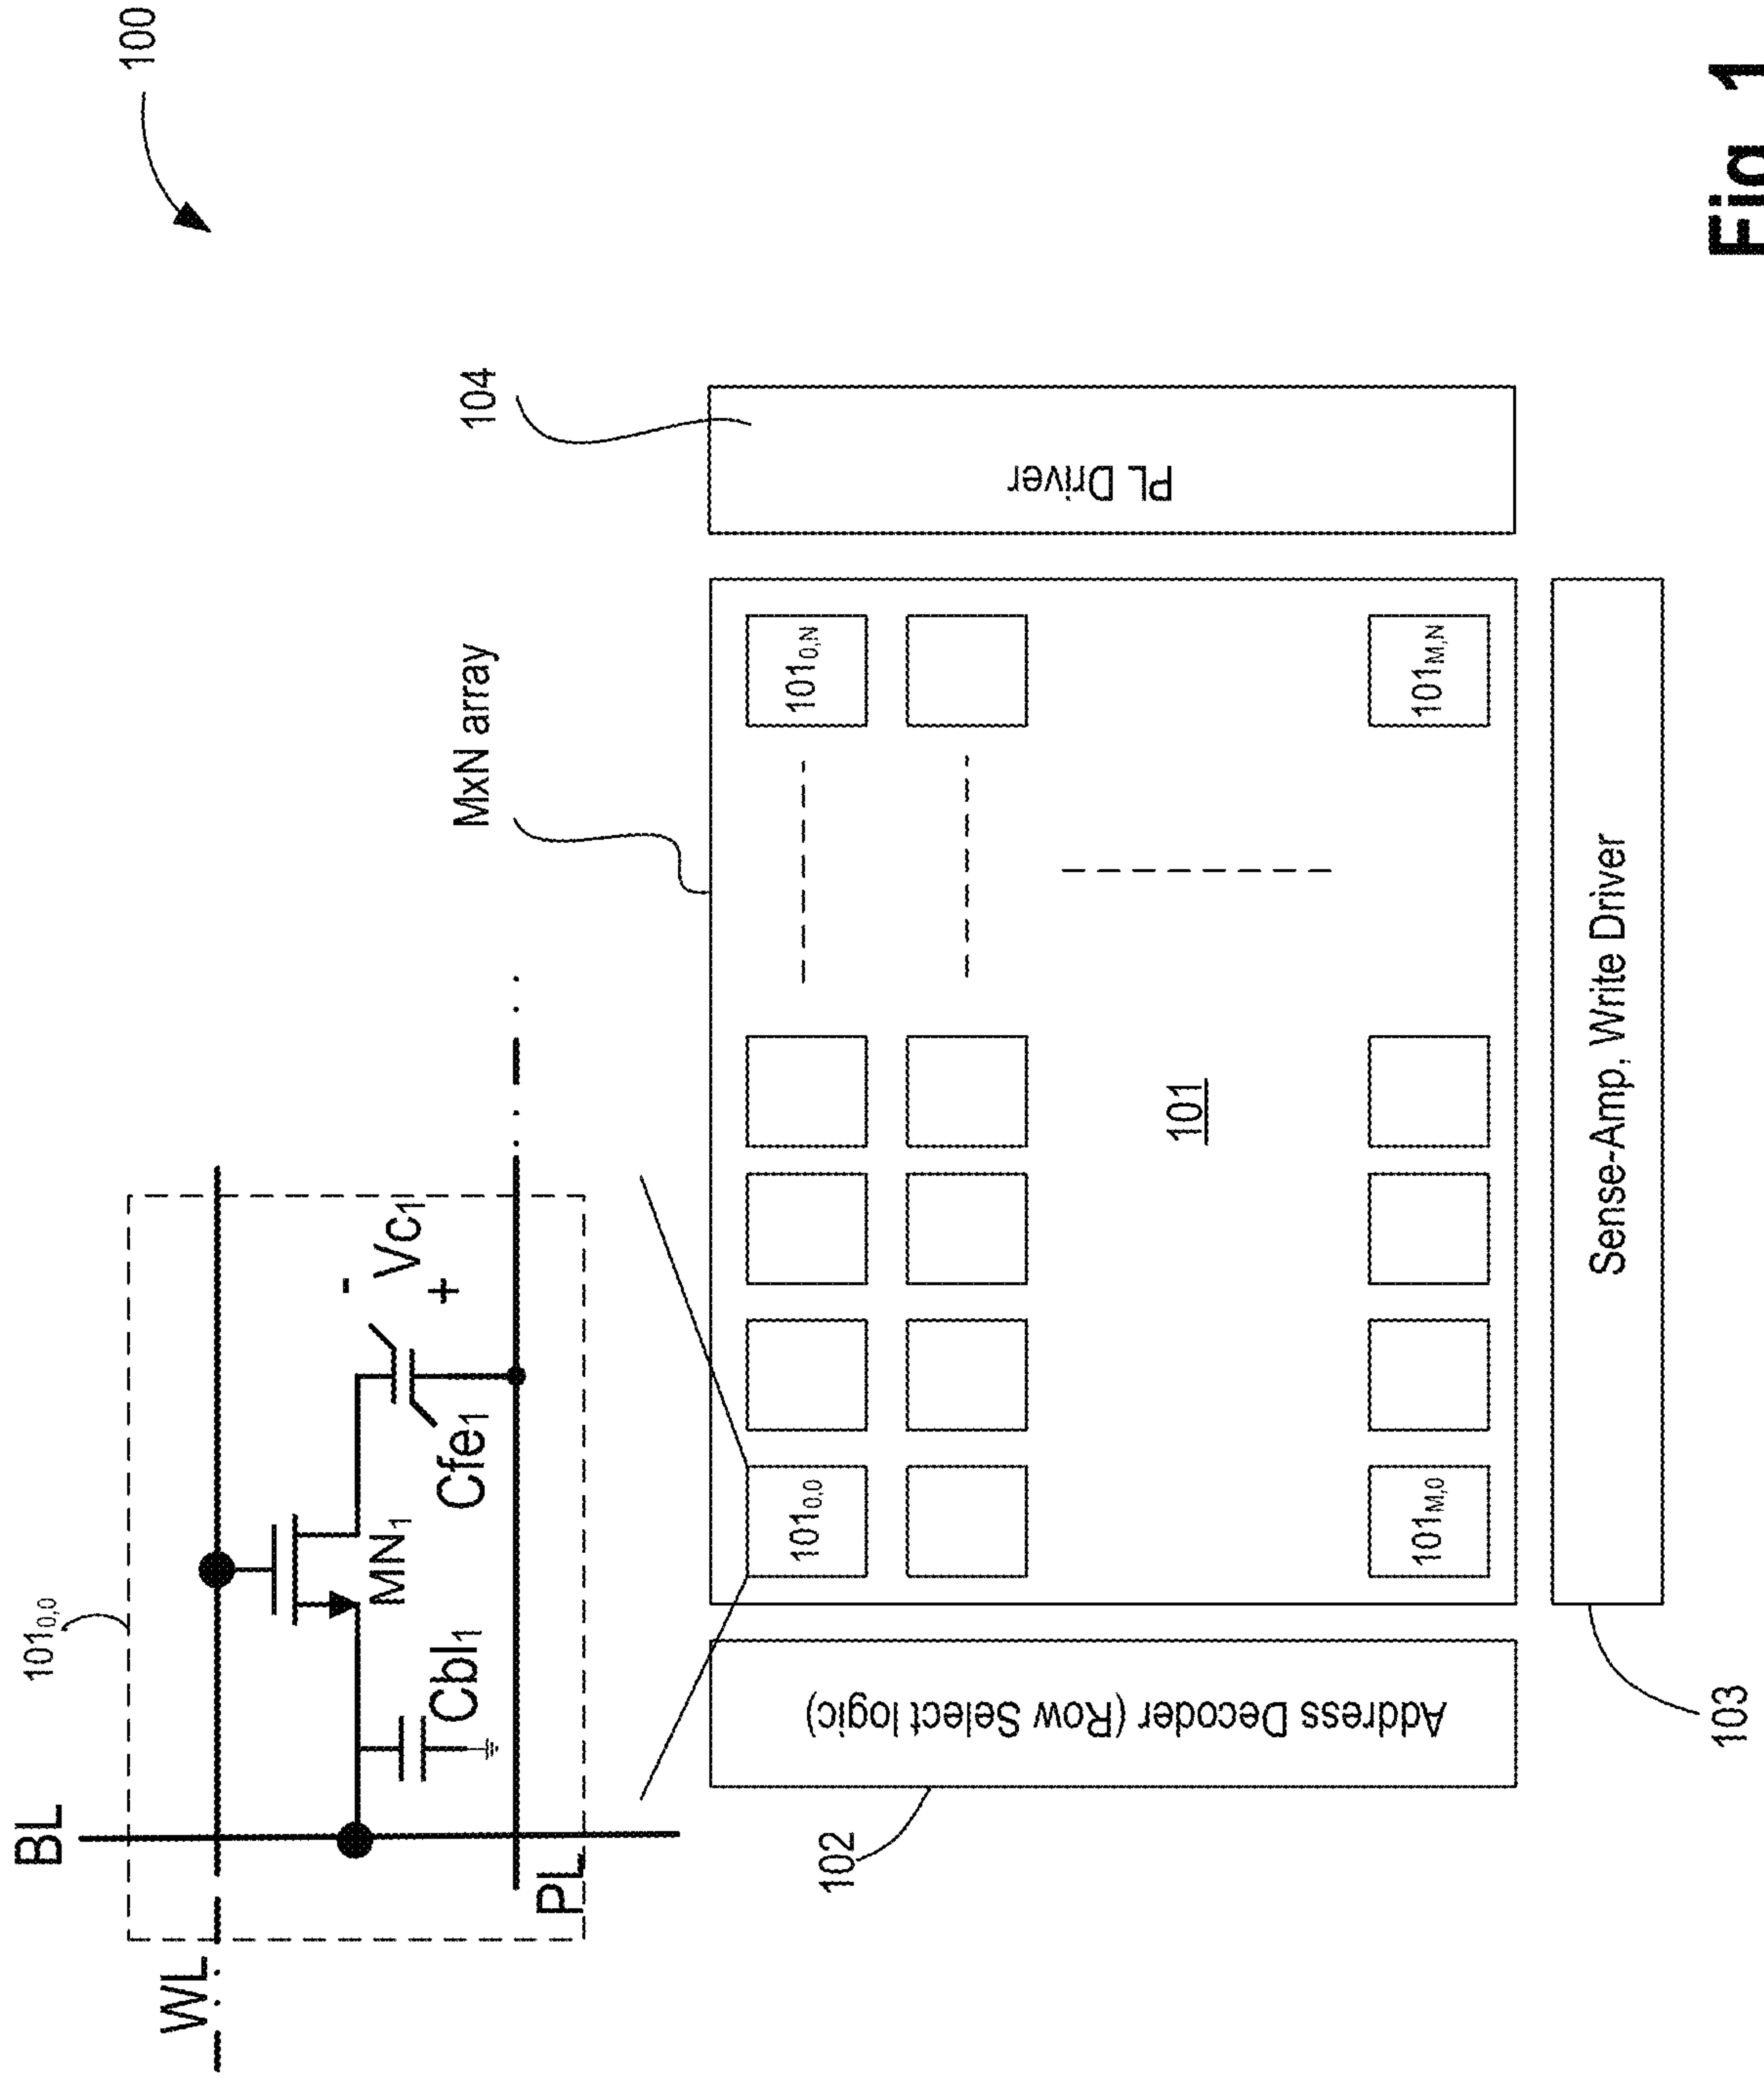 100
101₀,₀
BL
WL
MN₁
Cbl₁
Cfe₁
-
Vc₁
+
PL
MxN array
104
102
Address Decoder (Row Select logic)
101₀,₀
101₀,N
101
101M,₀
101M,N
PL Driver
103
Sense-Amp, Write Driver
Fig. 1